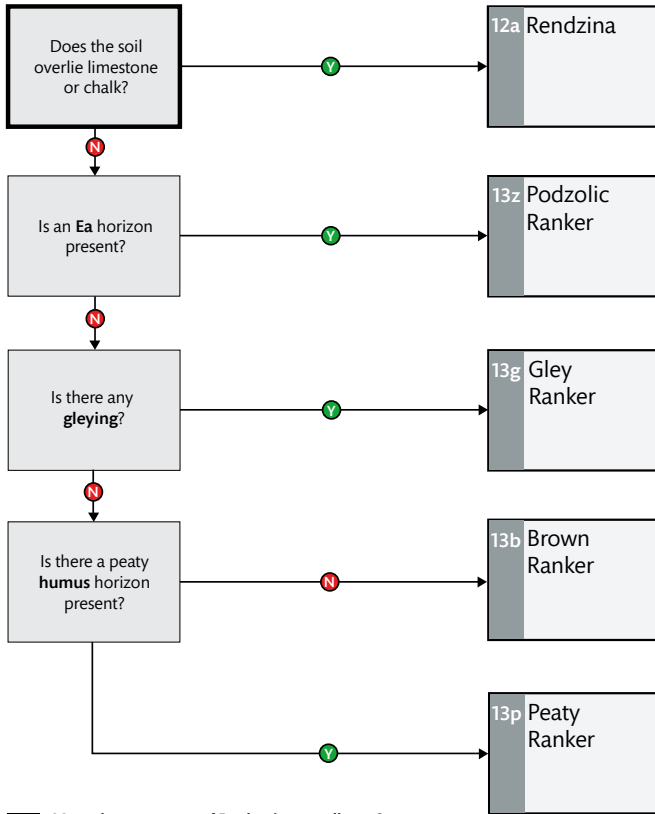 Does the soil
overlie limestone
or chalk?
Y
12a Rendzina
N
Is an Ea horizon
present?
Y
13z Podzolic
Ranker
N
Is there any
gleying?
Y
13g Gley
Ranker
N
Is there a peaty
humus horizon
present?
N
13b Brown
Ranker
Y
13p Peaty
Ranker